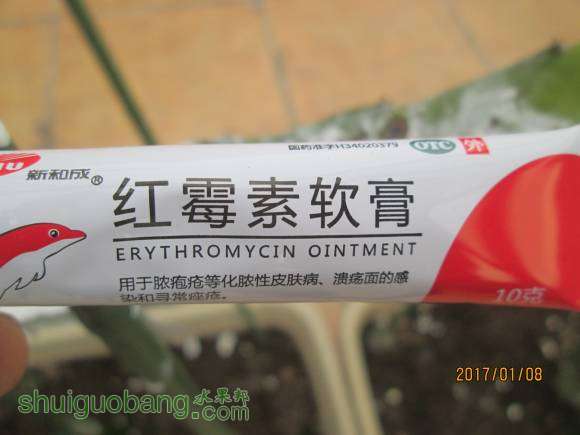 国药准字H34020379 OTC 外
新和成®
红霉素软膏
ERYTHROMYCIN OINTMENT
用于脓疱疮等化脓性皮肤病、溃疡面的感
染和寻常痤疮。
10克
2017/01/08
shuiguobang.com
水果邦